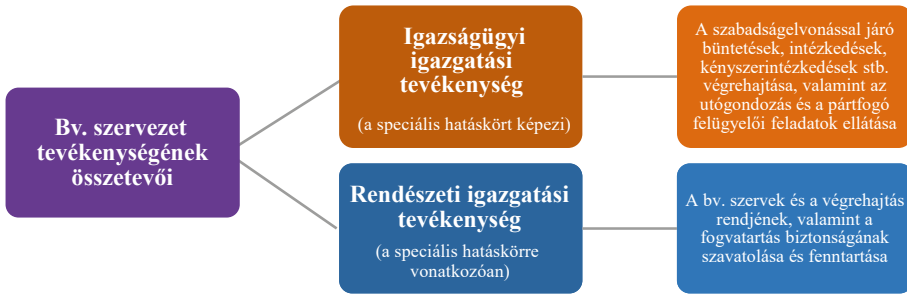 Bv. szervezet
tevékenységének
összetevői
Igazságügyi
igazgatási
tevékenység
(a speciális hatáskört képezi)
A szabadságelvonással járó
büntetések, intézkedések,
kényszerintézkedések stb.
végrehajtása, valamint az
utógondozás és a pártfogó
felügyelői feladatok ellátása
Rendészeti igazgatási
tevékenység
(a speciális hatáskörre
vonatkozóan)
A bv. szervek és a végrehajtás
rendjének, valamint a
fogvatartás biztonságának
szavatolása és fenntartása